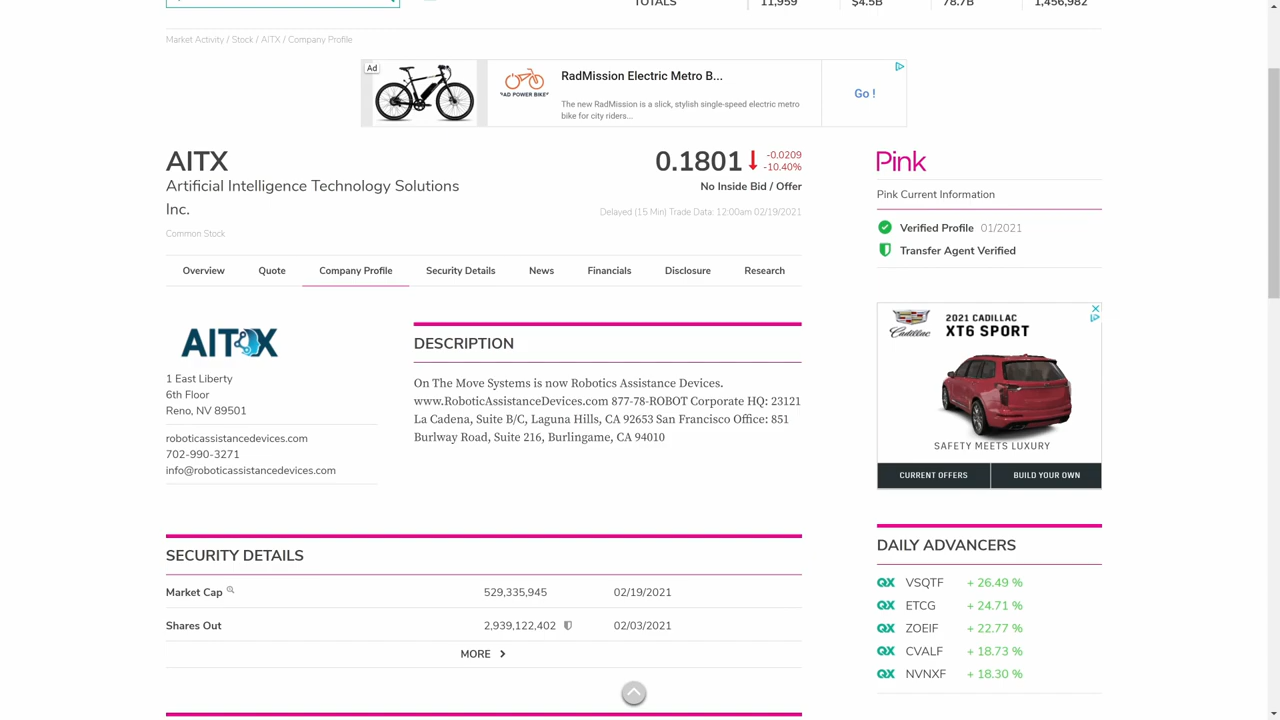 TOTALS 11,959 $4.5B 78.7B 1,456,982
Market Activity / Stock / AITX / Company Profile
Ad
RadMission Electric Metro B...
RAD POWER BIKES
The new RadMission is a slick, stylish single-speed electric metro
bike for city riders...
Go !
AITX
Artificial Intelligence Technology Solutions
Inc.
Common Stock
0.1801
-0.0209
-10.40%
No Inside Bid / Offer
Delayed (15 Min) Trade Data: 12:00am 02/19/2021
Pink
Pink Current Information
Verified Profile 01/2021
Transfer Agent Verified
Overview Quote Company Profile Security Details News Financials Disclosure Research
AITX
1 East Liberty
6th Floor
Reno, NV 89501
roboticassistancedevices.com
702-990-3271
info@roboticassistancedevices.com
DESCRIPTION
On The Move Systems is now Robotics Assistance Devices.
www.RoboticAssistanceDevices.com 877-78-ROBOT Corporate HQ: 23121
La Cadena, Suite B/C, Laguna Hills, CA 92653 San Francisco Office: 851
Burlway Road, Suite 216, Burlingame, CA 94010
Cadillac
2021 CADILLAC
XT6 SPORT
SAFETY MEETS LUXURY
CURRENT OFFERS BUILD YOUR OWN
SECURITY DETAILS
Market Cap 529,335,945 02/19/2021
Shares Out 2,939,122,402 02/03/2021
MORE
DAILY ADVANCERS
QX VSQTF + 26.49 %
QX ETCG + 24.71 %
QX ZOEIF + 22.77 %
QX CVALF + 18.73 %
QX NVNXF + 18.30 %